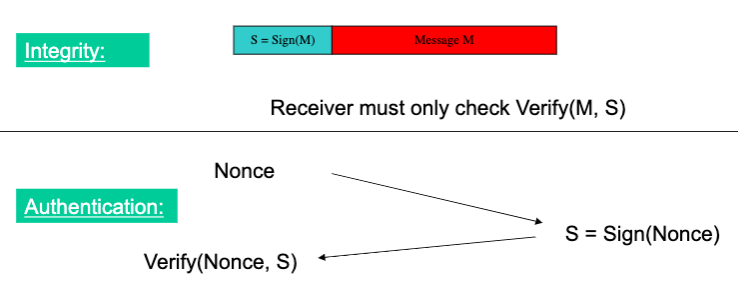 Integrity:
S = Sign(M)
Message M
Receiver must only check Verify(M, S)
Nonce
Authentication:
S = Sign(Nonce)
Verify(Nonce, S)